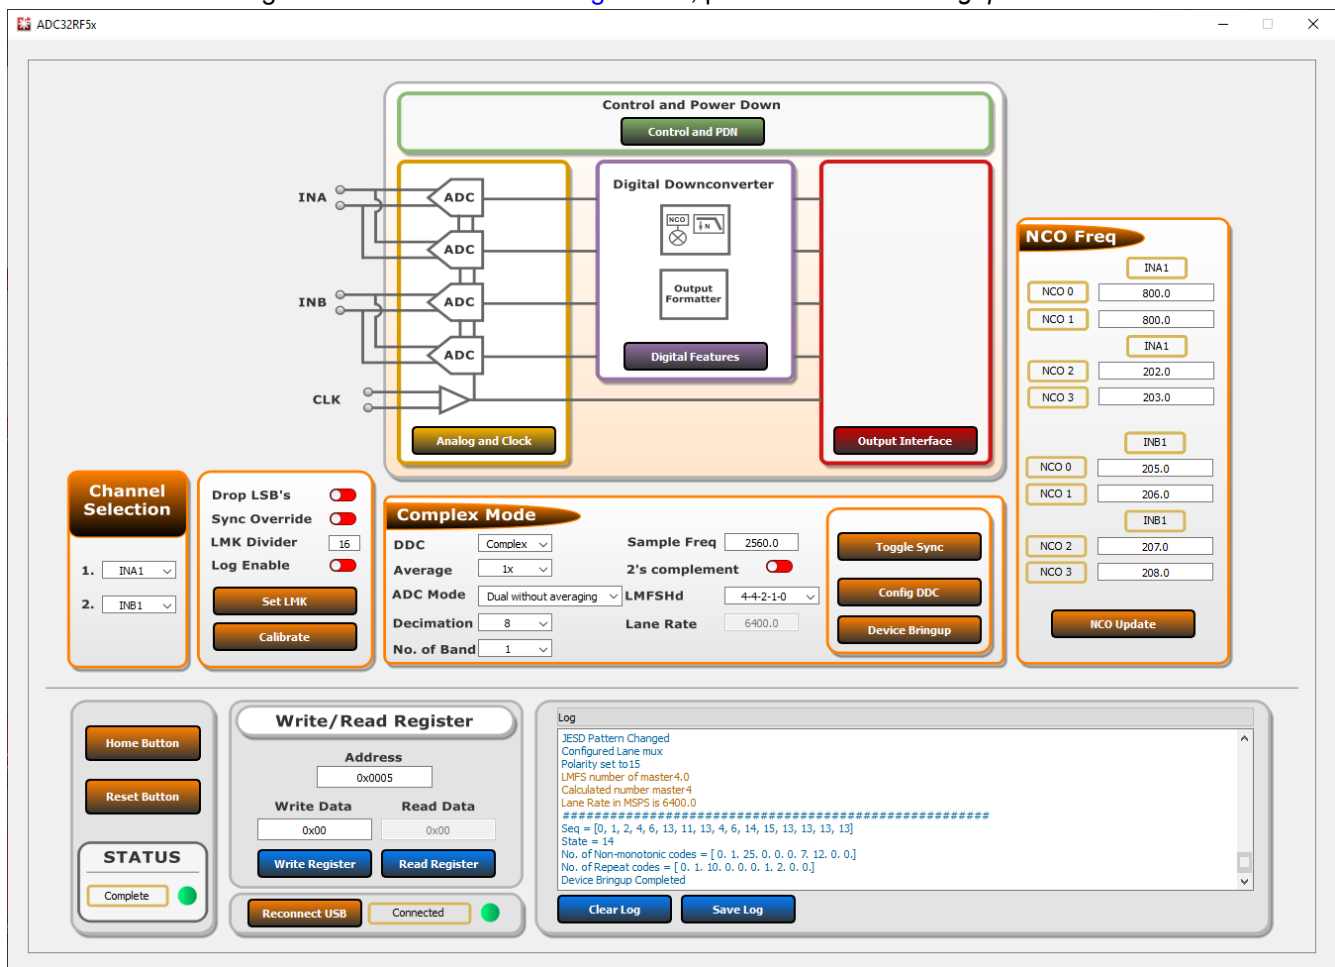 ADC32RF5x
Control and Power Down
Control and PDN
INA
ADC
ADC
INB
ADC
ADC
CLK
Analog and Clock
Digital Downconverter
NCO
N
Output
Formatter
Digital Features
Output Interface
NCO Freq
INA1
NCO 0 800.0
NCO 1 800.0
INA1
NCO 2 202.0
NCO 3 203.0
INB1
NCO 0 205.0
NCO 1 206.0
INB1
NCO 2 207.0
NCO 3 208.0
NCO Update
Channel
Selection
1. INA1
2. INB1
Drop LSB's
Sync Override
LMK Divider 16
Log Enable
Set LMK
Calibrate
Complex Mode
DDC Complex
Average 1x
ADC Mode Dual without averaging
Decimation 8
No. of Band 1
Sample Freq 2560.0
2's complement
LMFSHd 4-4-2-1-0
Lane Rate 6400.0
Toggle Sync
Config DDC
Device Bringup
Home Button
Reset Button
STATUS
Complete
Write/Read Register
Address
0x0005
Write Data Read Data
0x00 0x00
Write Register Read Register
Reconnect USB Connected
Log
JESD Pattern Changed
Configured Lane mux
Polarity set to15
LMFS number of master4.0
Calculated number master4
Lane Rate in MSPS is 6400.0
######################################################
Seq = [0, 1, 2, 4, 6, 13, 11, 13, 4, 6, 14, 15, 13, 13, 13, 13]
State = 14
No. of Non-monotonic codes = [ 0. 1. 25. 0. 0. 0. 7. 12. 0. 0.]
No. of Repeat codes = [ 0. 1. 10. 0. 0. 0. 1. 2. 0. 0.]
Device Bringup Completed
Clear Log Save Log